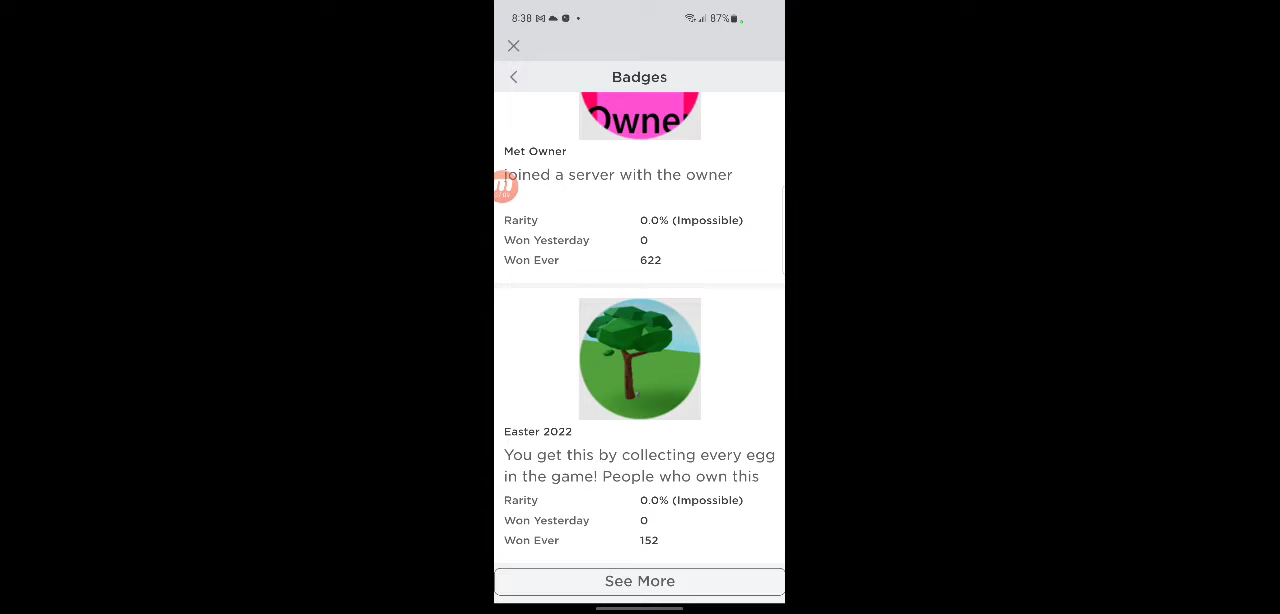 8:38
87%
Badges
Owner
Met Owner
joined a server with the owner
Rarity 0.0% (Impossible)
Won Yesterday 0
Won Ever 622
Easter 2022
You get this by collecting every egg
in the game! People who own this
Rarity 0.0% (Impossible)
Won Yesterday 0
Won Ever 152
See More